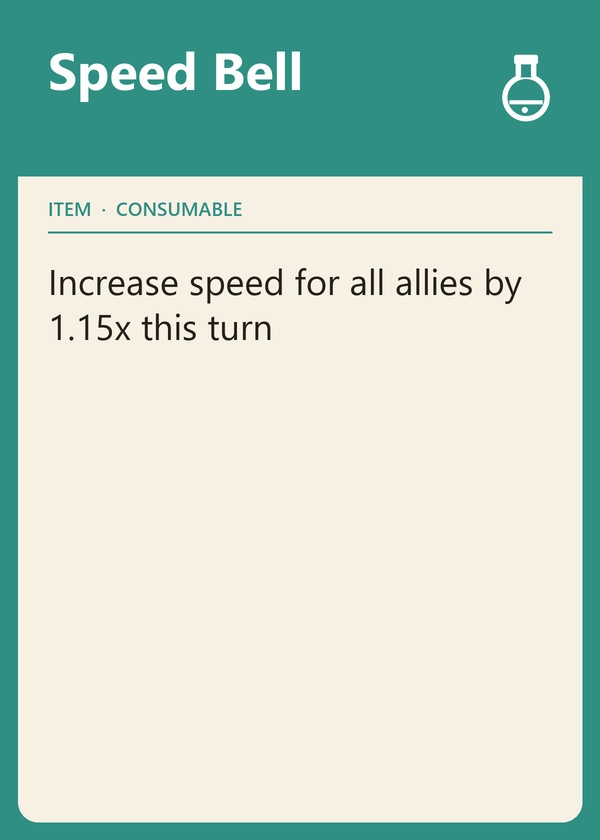 Speed Bell
ITEM · CONSUMABLE
Increase speed for all allies by
1.15x this turn